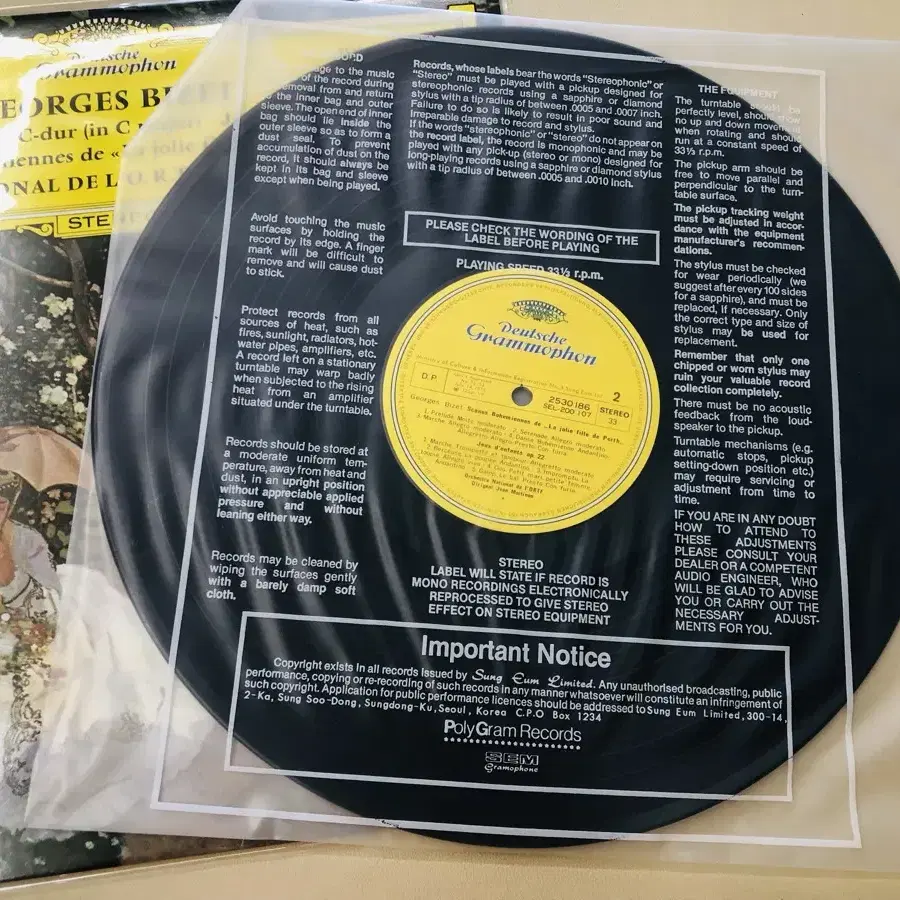 Deutsche
Grammophon
C-dur (in C
STE
ORD
to the music
of the record during
removal from and return
to the inner bag and outer
sleeve. The open end of inner
bag should lie inside the
outer sleeve so as to form a
dust seal. To prevent
accumulation of dust on the
record, It should always be
kept in its bag and sleeve
except when being played.
Avoid touching the music
surfaces by holding the
record by its edge. A finger
mark will be difficult to
remove and will cause dust
to stick.
Protect records from all
sources of heat, such as
fires, sunlight, radiators, hot-
water pipes, amplifiers, etc.
A record left on a stationary
turntable may warp badly
when subjected to the rising
heat from an amplifier
situated under the turntable.
Records should be stored at
a moderate uniform tem-
perature, away from heat and
dust, in an upright position
without appreciable applied
pressure and without
leaning either way.
Records may be cleaned by
wiping the surfaces gently
with a barely damp soft
cloth.
Records, whose labels bear the words "Stereophonic" or
"Stereo" must be played with a pickup designed for
stereophonic records using a sapphire or diamond
stylus with a tip radius of between .0005 and .0007 inch.
Failure to do so is likely to result in poor sound and
irreparable damage to record and stylus.
If the words "stereophonic" or "stereo" do not appear on
the record label, the record is monophonic and may be
played with any pick-up (stereo or mono) designed for
long-playing records using a sapphire or diamond stylus
with a tip radius of between .0005 and .0010 inch.
PLEASE CHECK THE WORDING OF THE
LABEL BEFORE PLAYING
PLAYING SPEED 33⅓ r.p.m.
Deutsche
Grammophon
D.P.
2530186
SEL-200 107
2
STEREO
33
Georges Bizet Scenes Bohemiennes de „La jolie fille de Perth"
Jeux d'enfants op.22
Orchestre National de l'ORTF
Dirigent Jean Martinon
STEREO
LABEL WILL STATE IF RECORD IS
MONO RECORDINGS ELECTRONICALLY
REPROCESSED TO GIVE STEREO
EFFECT ON STEREO EQUIPMENT
THE EQUIPMENT
The turntable should be
perfectly level, should show
no up and down movement
when rotating and should
run at a constant speed of
33⅓ r.p.m.
The pickup arm should be
free to move parallel and
perpendicular to the turn-
table surface.
The pickup tracking weight
must be adjusted in accor-
dance with the equipment
manufacturer's recommen-
dations.
The stylus must be checked
for wear periodically (we
suggest after every 100 sides
for a sapphire), and must be
replaced, if necessary. Only
the correct type and size of
stylus may be used for
replacement.
Remember that only one
chipped or worn stylus may
ruin your valuable record
collection completely.
There must be no acoustic
feedback from the loud-
speaker to the pickup.
Turntable mechanisms (e.g.
automatic stops, pickup
setting-down position etc.)
may require servicing or
adjustment from time to
time.
IF YOU ARE IN ANY DOUBT
HOW TO ATTEND TO
THESE ADJUSTMENTS
PLEASE CONSULT YOUR
DEALER OR A COMPETENT
AUDIO ENGINEER, WHO
WILL BE GLAD TO ADVISE
YOU OR CARRY OUT THE
NECESSARY ADJUST-
MENTS FOR YOU.
Important Notice
Copyright exists in all records issued by Sung Eum Limited. Any unauthorised broadcasting, public
performance, copying or re-recording of such records in any manner whatsoever will constitute an infringement of
such copyright. Application for public performance licences should be addressed to Sung Eum Limited, 300-14,
2-Ka, Sung Soo-Dong, Sungdong-Ku, Seoul, Korea C.P.O Box 1234
PolyGram Records
SEM
Gramophone